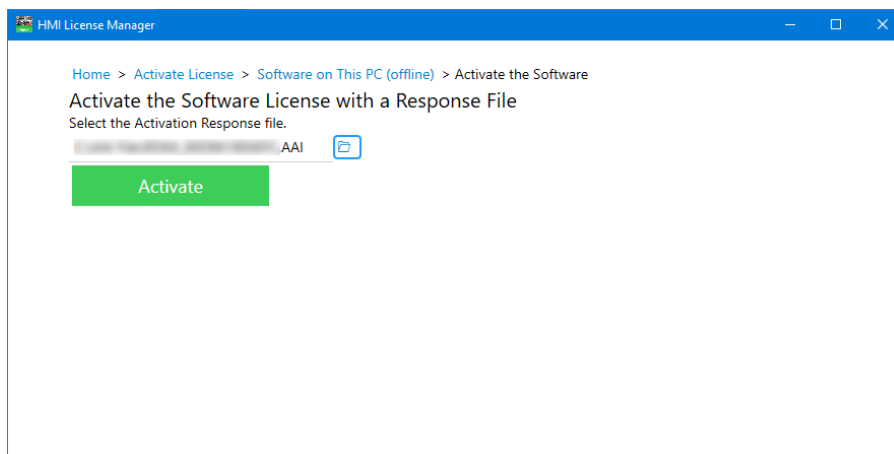 HMI License Manager
Home > Activate License > Software on This PC (offline) > Activate the Software
Activate the Software License with a Response File
Select the Activation Response file.
.AAI
Activate